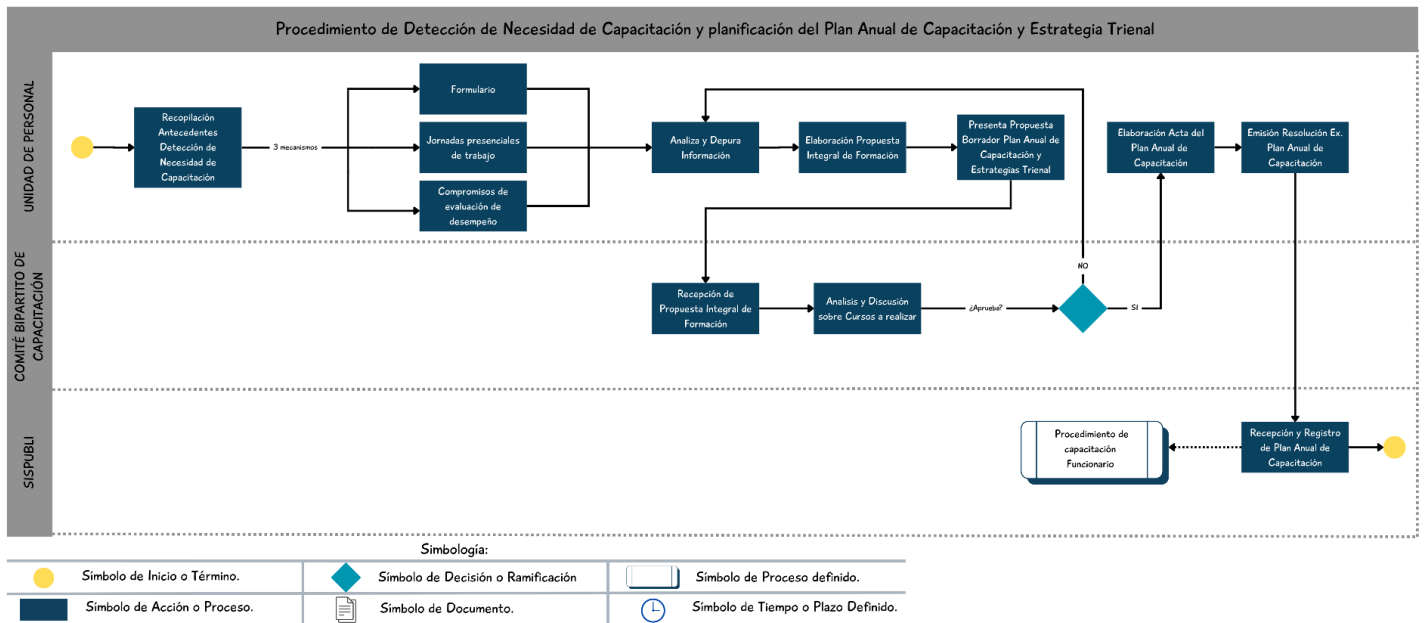 Procedimiento de Detección de Necesidad de Capacitación y planificación del Plan Anual de Capacitación y Estrategia Trienal
UNIDAD DE PERSONAL
Recopilación
Antecedentes
Detección de
Necesidad de
Capacitación
3 mecanismos
Formulario
Jornadas presenciales
de trabajo
Compromisos de
evaluación de
desempeño
Analiza y Depura
Información
Elaboración Propuesta
Integral de Formación
Presenta Propuesta
Borrador Plan Anual de
Capacitación y
Estrategias Trienal
Elaboración Acta del
Plan Anual de
Capacitación
Emisión Resolución Ex.
Plan Anual de
Capacitación
COMITÉ BIPARTITO DE
CAPACITACIÓN
Recepción de
Propuesta Integral de
Formación
Analisis y Discusión
sobre Cursos a realizar
¿Aprueba?
NO
SI
SISPUBLI
Procedimiento de
capacitación
Funcionario
Recepción y Registro
de Plan Anual de
Capacitación
Simbología:
Símbolo de Inicio o Término.
Símbolo de Decisión o Ramificación
Símbolo de Proceso definido.
Símbolo de Acción o Proceso.
Símbolo de Documento.
Símbolo de Tiempo o Plazo Definido.